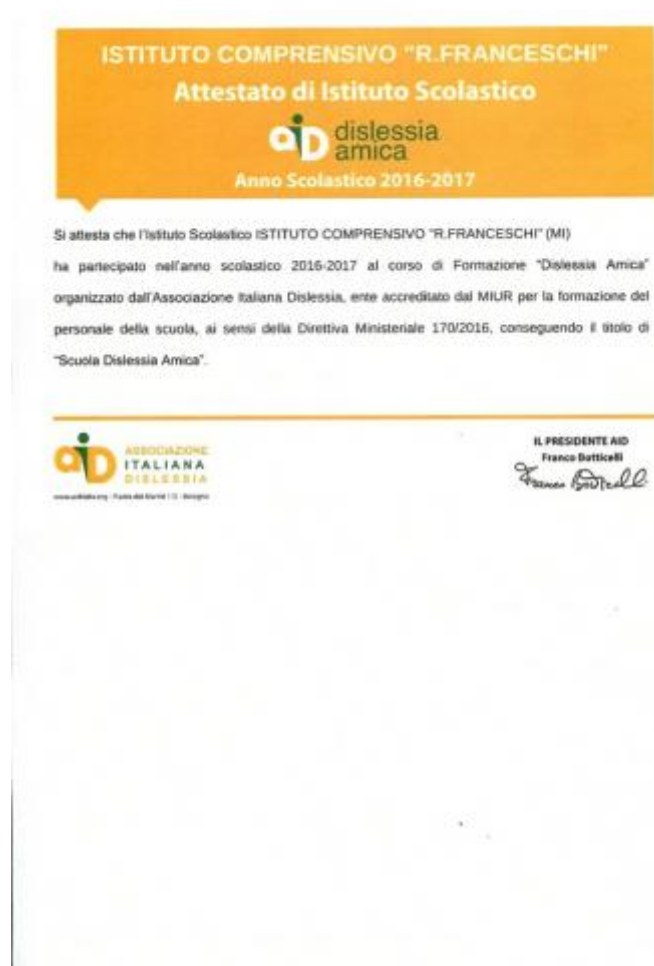 ISTITUTO COMPRENSIVO "R.FRANCESCHI"
Attestato di Istituto Scolastico
aiD dislessia
amica
Anno Scolastico 2016-2017
Si attesta che l'Istituto Scolastico ISTITUTO COMPRENSIVO "R.FRANCESCHI" (MI)
ha partecipato nell'anno scolastico 2016-2017 al corso di Formazione "Dislessia Amica"
organizzato dall'Associazione Italiana Dislessia, ente accreditato dal MIUR per la formazione del
personale della scuola, ai sensi della Direttiva Ministeriale 170/2016, conseguendo il titolo di
"Scuola Dislessia Amica".
aiD ASSOCIAZIONE
ITALIANA
DISLESSIA
IL PRESIDENTE AID
Franco Botticelli